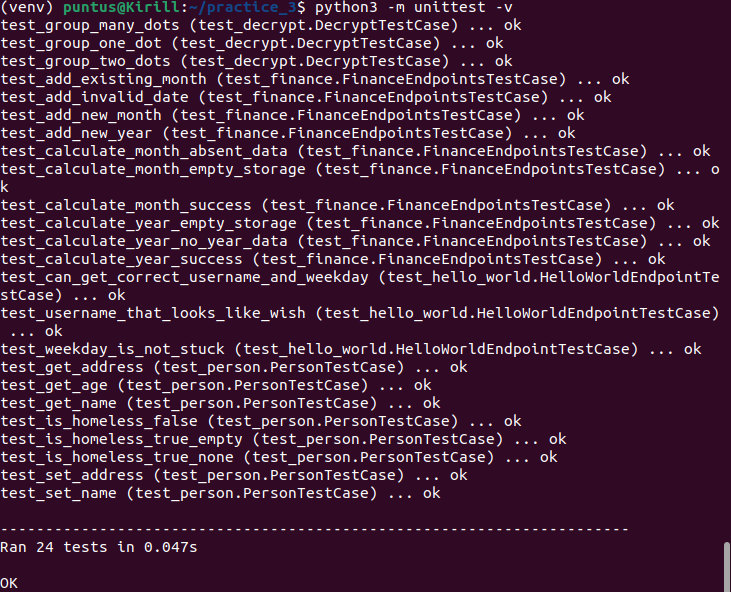 (venv) puntus@Kirill:~/practice_3$ python3 -m unittest -v
test_group_many_dots (test_decrypt.DecryptTestCase) ... ok
test_group_one_dot (test_decrypt.DecryptTestCase) ... ok
test_group_two_dots (test_decrypt.DecryptTestCase) ... ok
test_add_existing_month (test_finance.FinanceEndpointsTestCase) ... ok
test_add_invalid_date (test_finance.FinanceEndpointsTestCase) ... ok
test_add_new_month (test_finance.FinanceEndpointsTestCase) ... ok
test_add_new_year (test_finance.FinanceEndpointsTestCase) ... ok
test_calculate_month_absent_data (test_finance.FinanceEndpointsTestCase) ... ok
test_calculate_month_empty_storage (test_finance.FinanceEndpointsTestCase) ... o
k
test_calculate_month_success (test_finance.FinanceEndpointsTestCase) ... ok
test_calculate_year_empty_storage (test_finance.FinanceEndpointsTestCase) ... ok
test_calculate_year_no_year_data (test_finance.FinanceEndpointsTestCase) ... ok
test_calculate_year_success (test_finance.FinanceEndpointsTestCase) ... ok
test_can_get_correct_username_and_weekday (test_hello_world.HelloWorldEndpointTe
stCase) ... ok
test_username_that_looks_like_wish (test_hello_world.HelloWorldEndpointTestCase)
 ... ok
test_weekday_is_not_stuck (test_hello_world.HelloWorldEndpointTestCase) ... ok
test_get_address (test_person.PersonTestCase) ... ok
test_get_age (test_person.PersonTestCase) ... ok
test_get_name (test_person.PersonTestCase) ... ok
test_is_homeless_false (test_person.PersonTestCase) ... ok
test_is_homeless_true_empty (test_person.PersonTestCase) ... ok
test_is_homeless_true_none (test_person.PersonTestCase) ... ok
test_set_address (test_person.PersonTestCase) ... ok
test_set_name (test_person.PersonTestCase) ... ok
----------------------------------------------------------------------
Ran 24 tests in 0.047s
OK